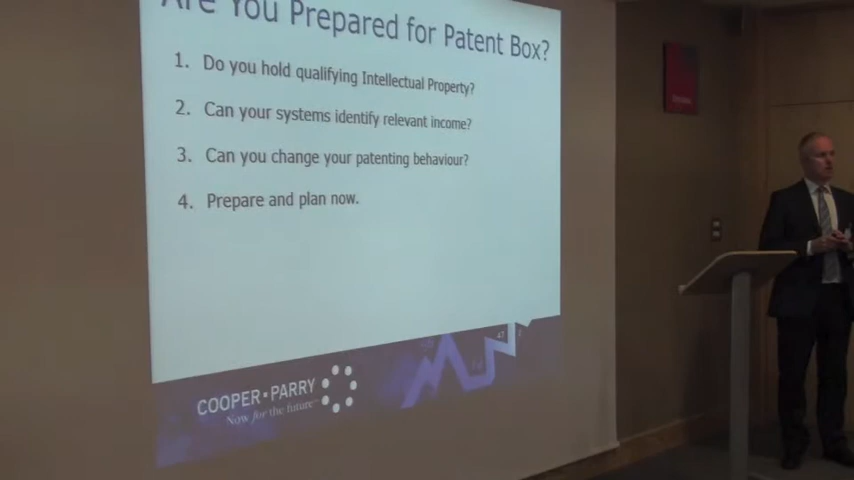 Are You Prepared for Patent Box?
1. Do you hold qualifying Intellectual Property?
2. Can your systems identify relevant income?
3. Can you change your patenting behaviour?
4. Prepare and plan now.
COOPER▪PARRY
Now for the future